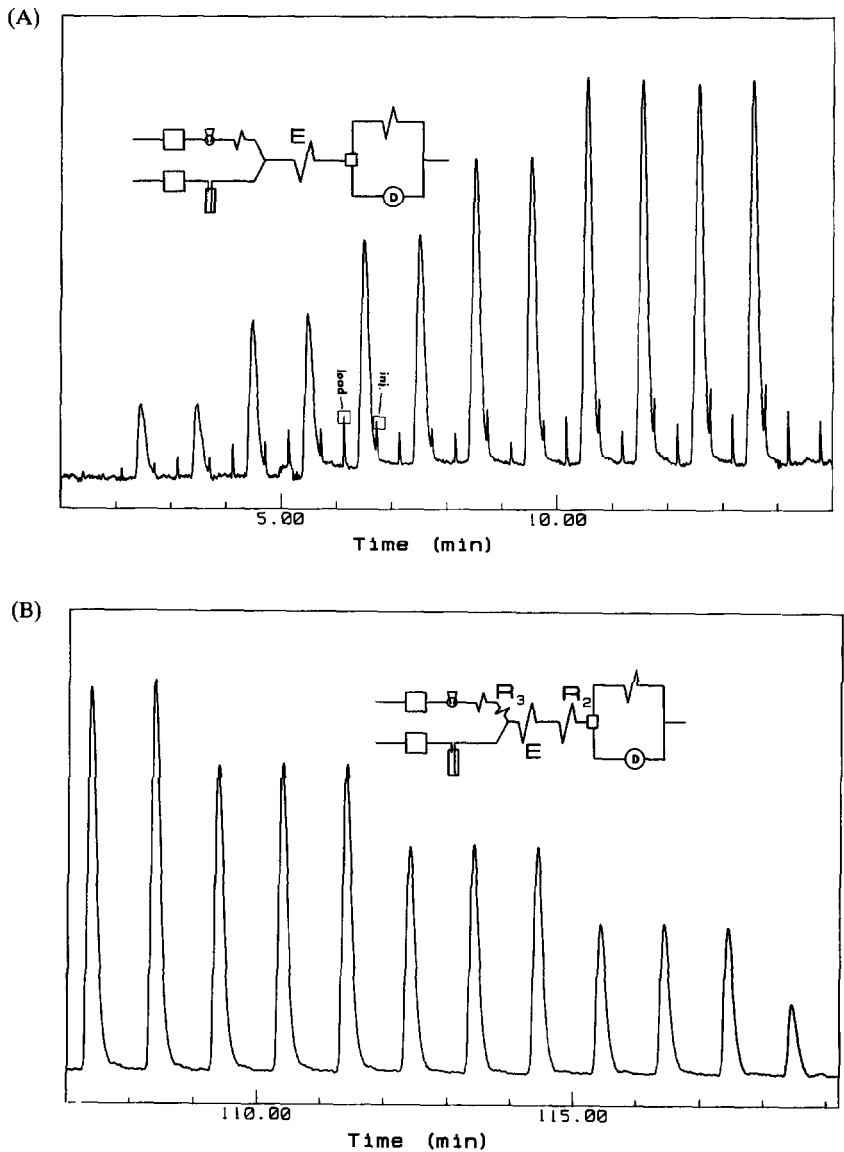 (A)
E
D
load
inj.
5.00 10.00
Time (min)
(B)
R3
R2
E
D
110.00 115.00
Time (min)